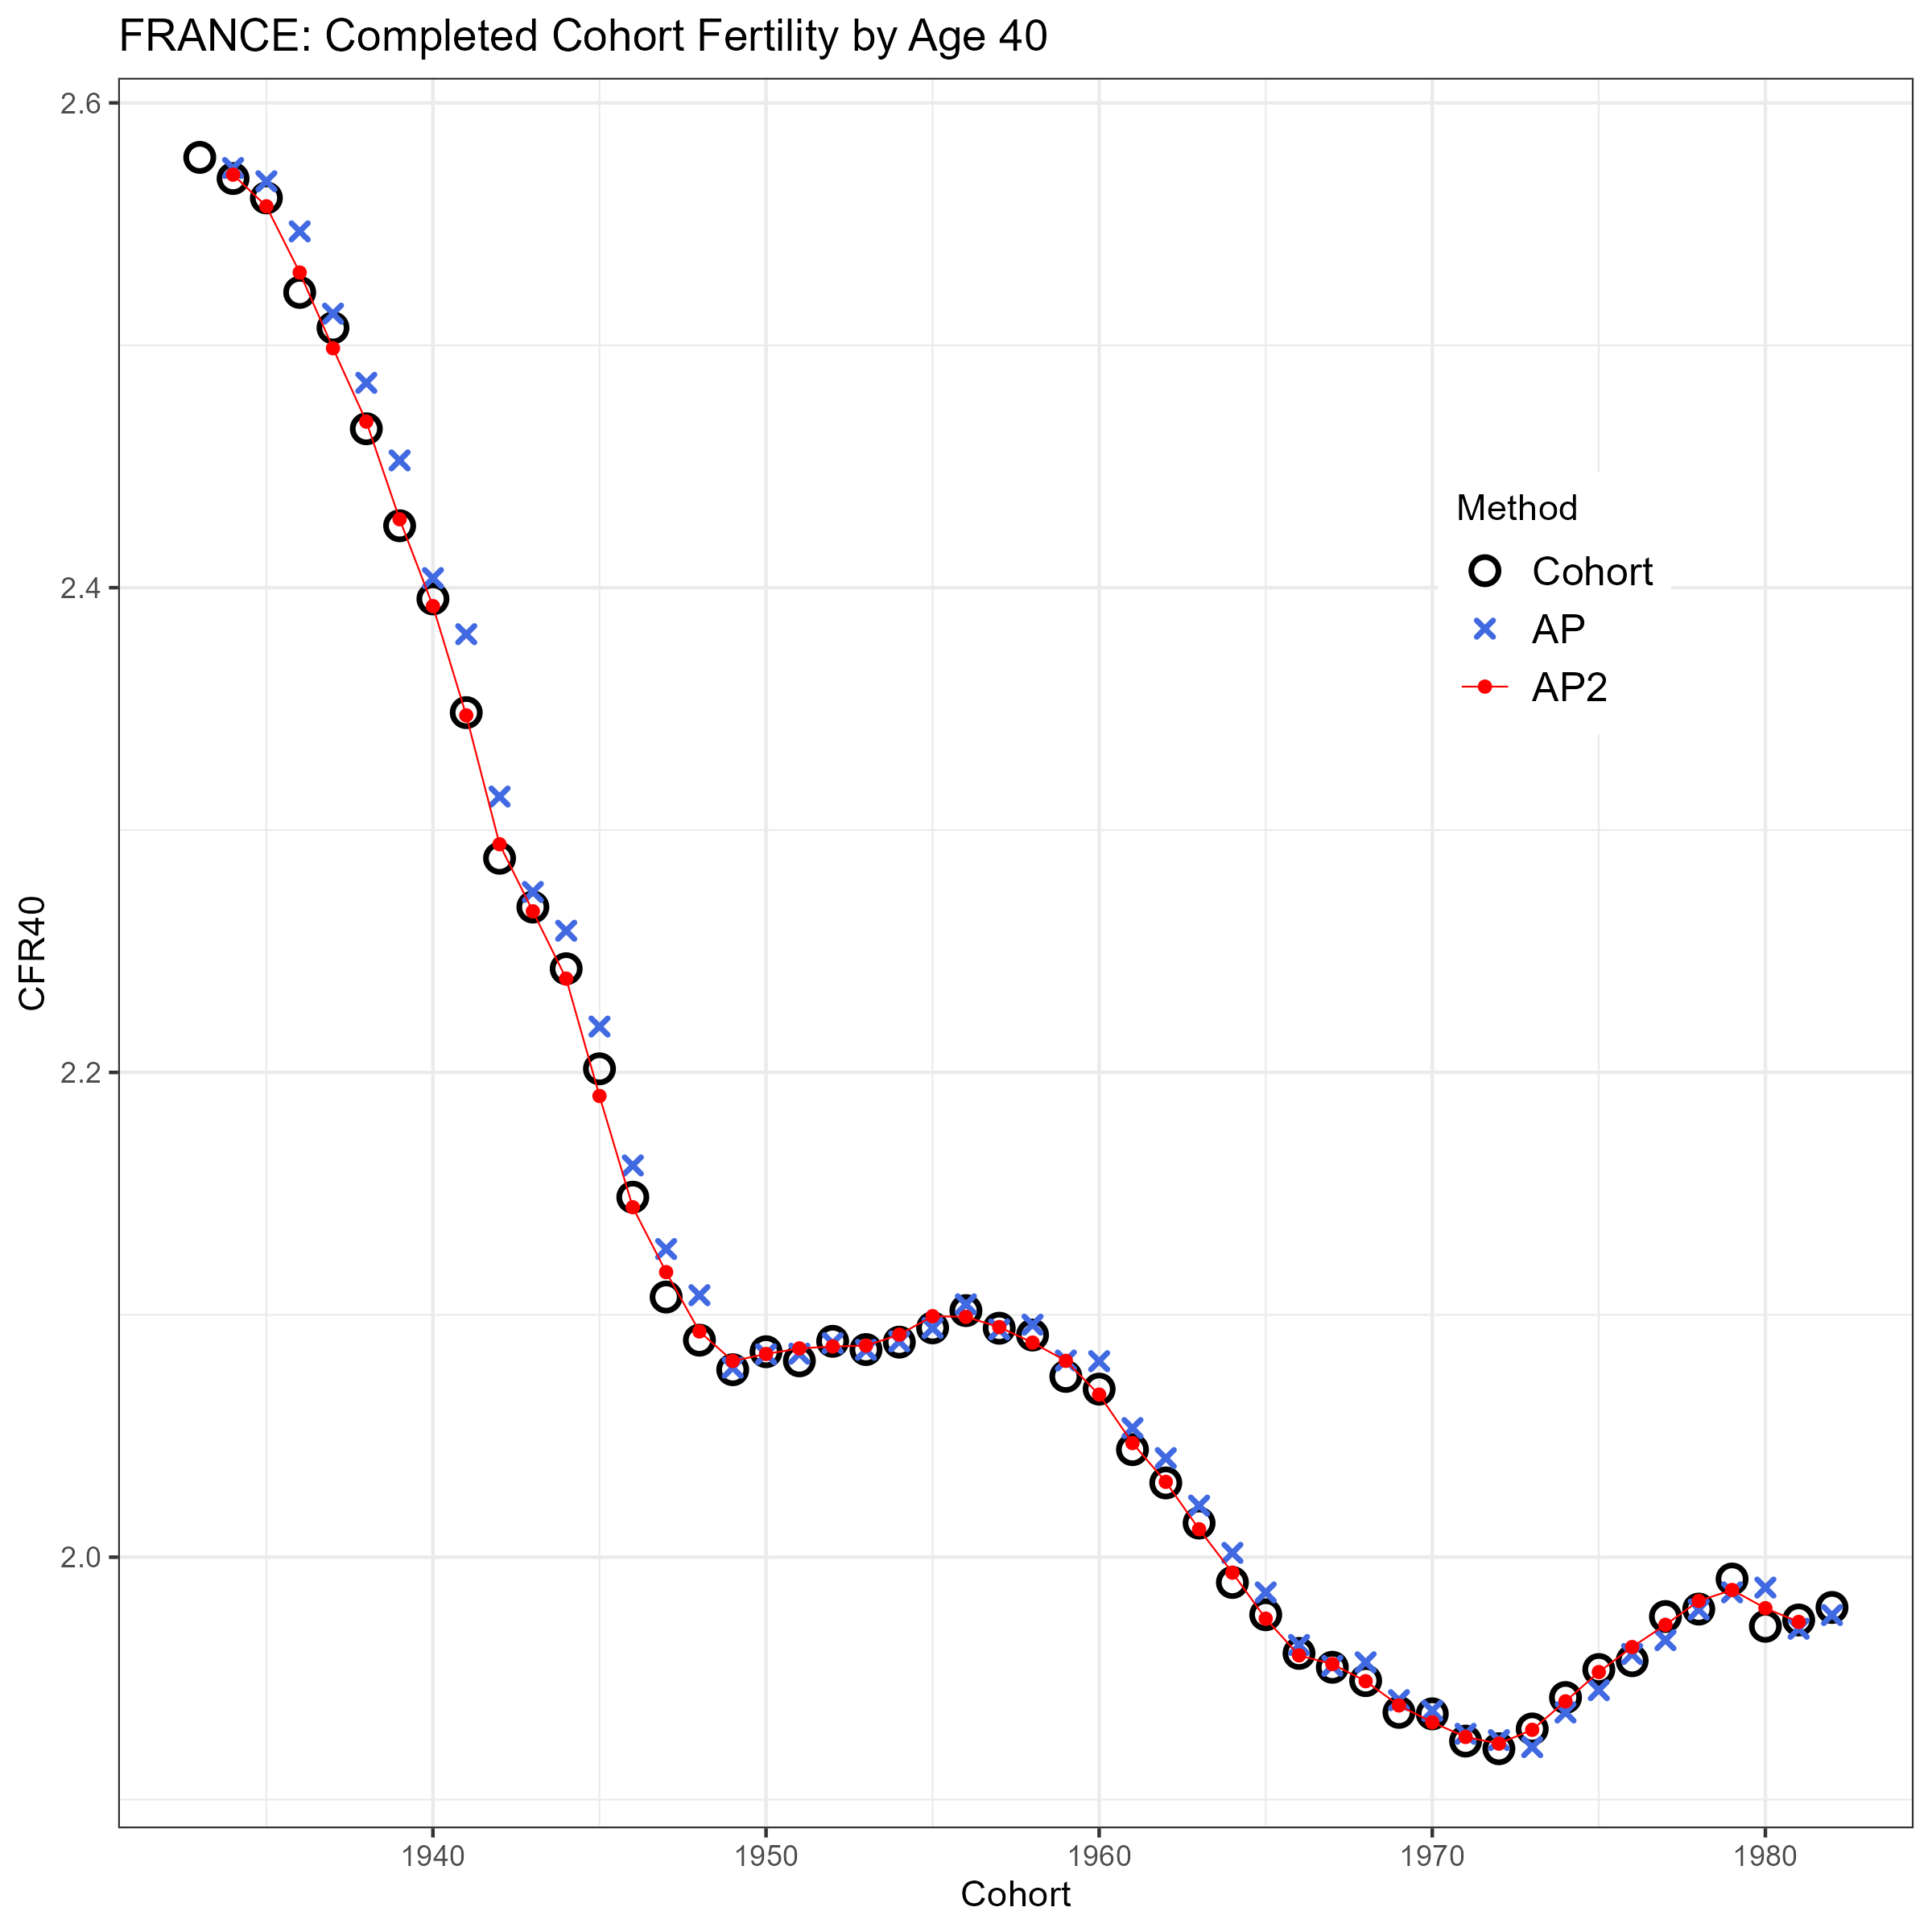 FRANCE: Completed Cohort Fertility by Age 40
2.6
2.4
2.2
2.0
CFR40
Method
Cohort
AP
AP2
1940 1950 1960 1970 1980
Cohort